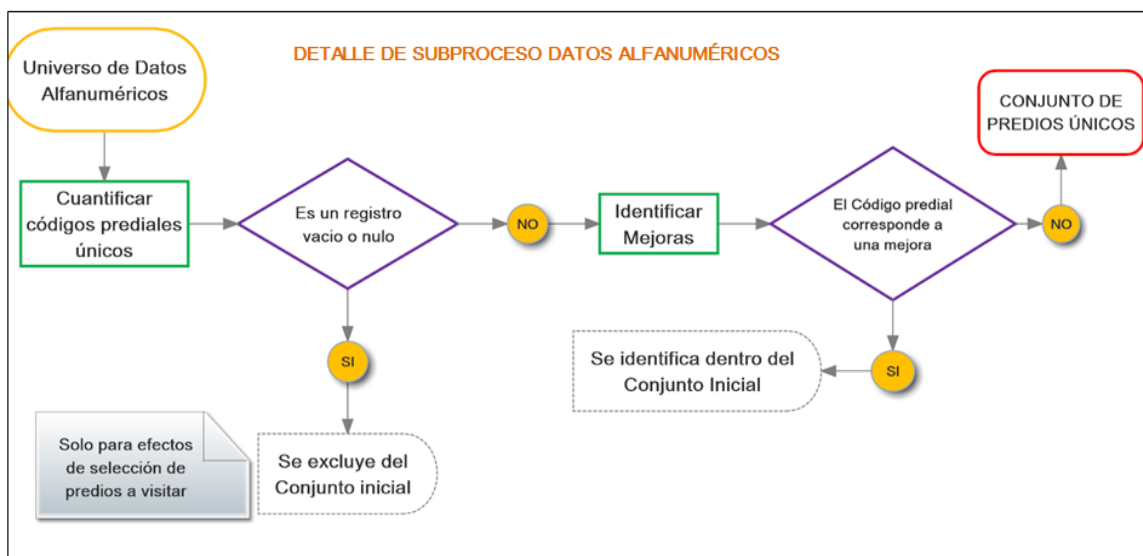 DETALLE DE SUBPROCESO DATOS ALFANUMÉRICOS
Universo de Datos
Alfanuméricos
Cuantificar
códigos prediales
únicos
Es un registro
vacio o nulo
NO
Identificar
Mejoras
El Código predial
corresponde a
una mejora
NO
CONJUNTO DE
PREDIOS ÚNICOS
SI
Se excluye del
Conjunto inicial
SI
Se identifica dentro del
Conjunto Inicial
Solo para efectos
de selección de
predios a visitar